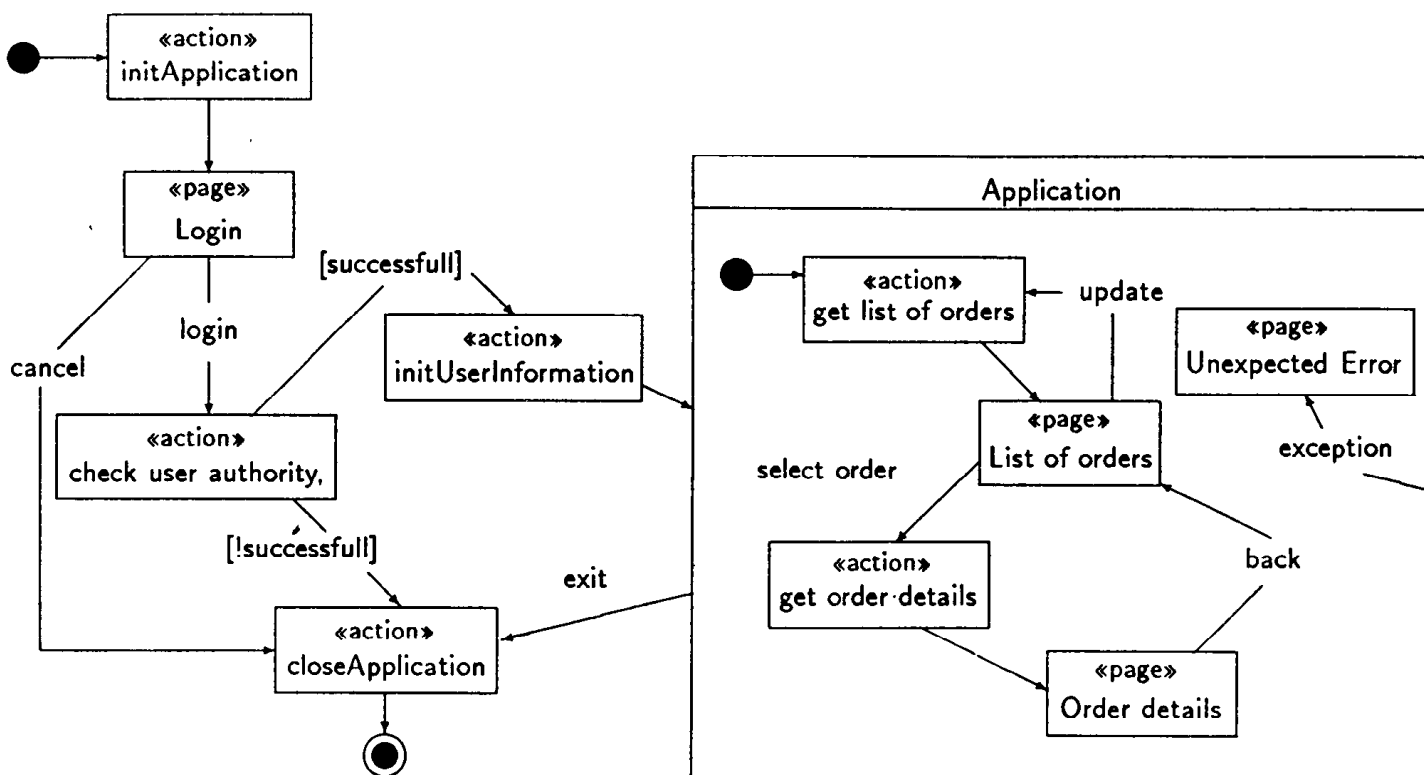 «action»
initApplication
«page»
Login
[successfull]
login
cancel
«action»
initUserInformation
«action»
check user authority,
[!successfull]
exit
«action»
closeApplication
Application
«action»
get list of orders
update
«page»
Unexpected Error
«page»
List of orders
exception
select order
«action»
get order details
back
«page»
Order details